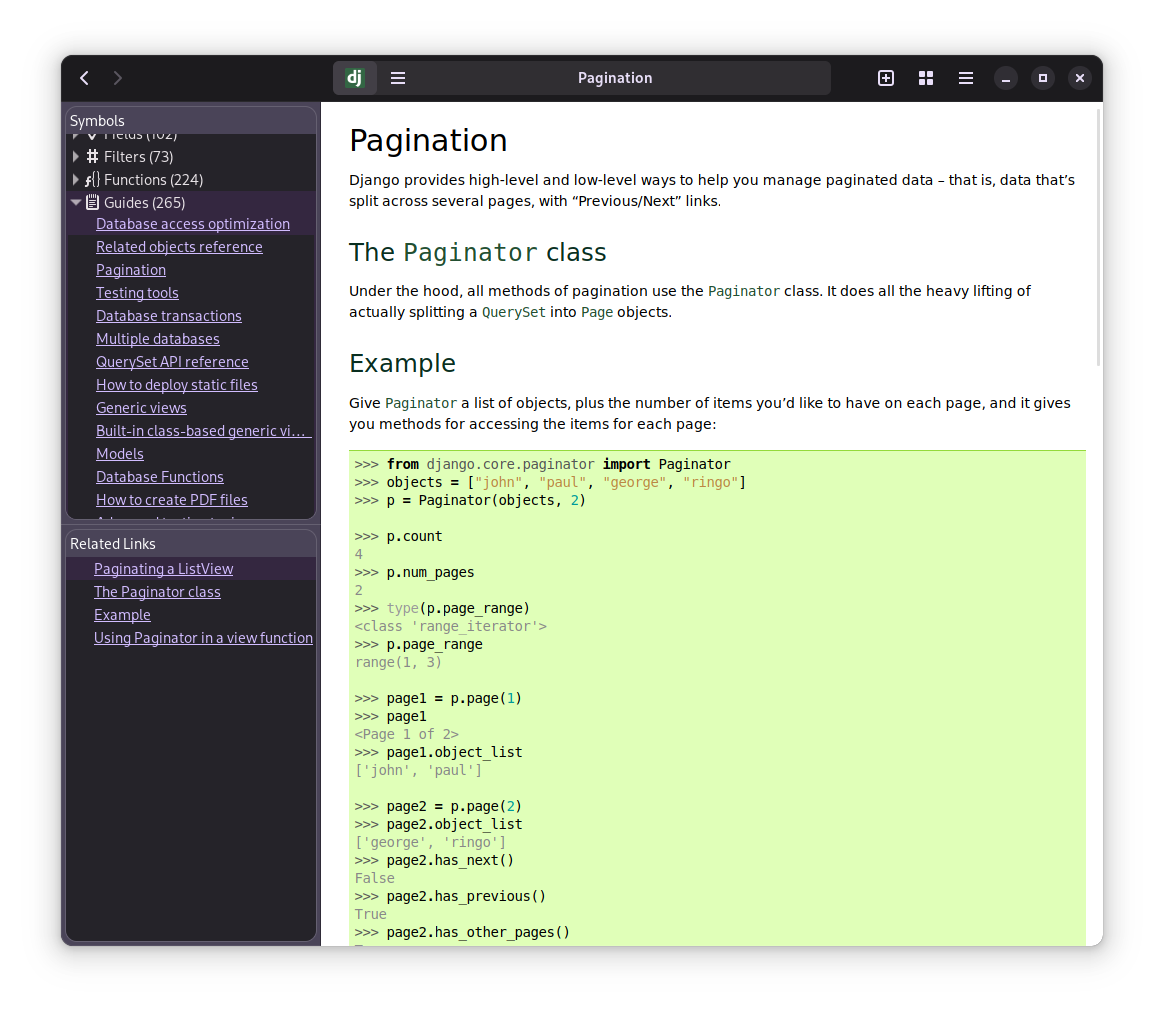 dj
Pagination
Symbols
Fields (102)
Filters (73)
Functions (224)
Guides (265)
Database access optimization
Related objects reference
Pagination
Testing tools
Database transactions
Multiple databases
QuerySet API reference
How to deploy static files
Generic views
Built-in class-based generic vi…
Models
Database Functions
How to create PDF files
Related Links
Paginating a ListView
The Paginator class
Example
Using Paginator in a view function
Pagination
Django provides high-level and low-level ways to help you manage paginated data – that is, data that’s
split across several pages, with “Previous/Next” links.
The Paginator class
Under the hood, all methods of pagination use the Paginator class. It does all the heavy lifting of
actually splitting a QuerySet into Page objects.
Example
Give Paginator a list of objects, plus the number of items you’d like to have on each page, and it gives
you methods for accessing the items for each page:
>>> from django.core.paginator import Paginator
>>> objects = ["john", "paul", "george", "ringo"]
>>> p = Paginator(objects, 2)
>>> p.count
4
>>> p.num_pages
2
>>> type(p.page_range)
<class 'range_iterator'>
>>> p.page_range
range(1, 3)
>>> page1 = p.page(1)
>>> page1
<Page 1 of 2>
>>> page1.object_list
['john', 'paul']
>>> page2 = p.page(2)
>>> page2.object_list
['george', 'ringo']
>>> page2.has_next()
False
>>> page2.has_previous()
True
>>> page2.has_other_pages()